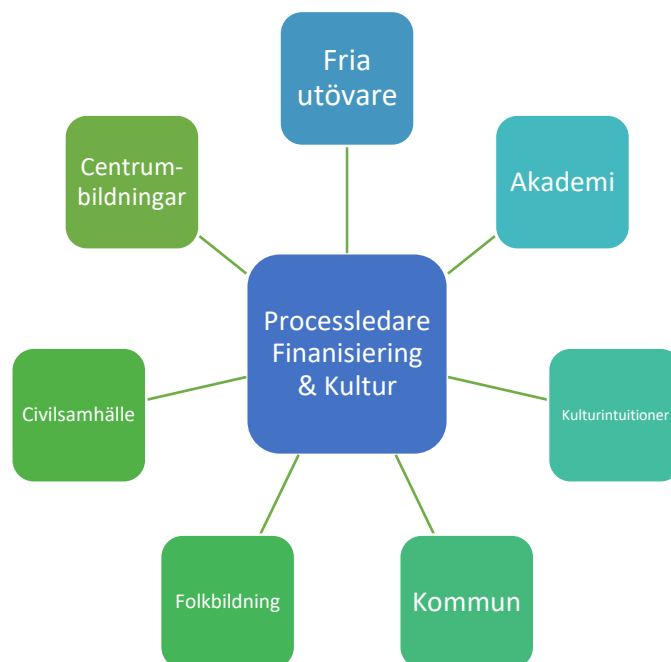 Fria
utövare
Centrum-
bildningar
Akademi
Processledare
Finanisiering
& Kultur
Civilsamhälle
Kulturintuitioner
Folkbildning
Kommun